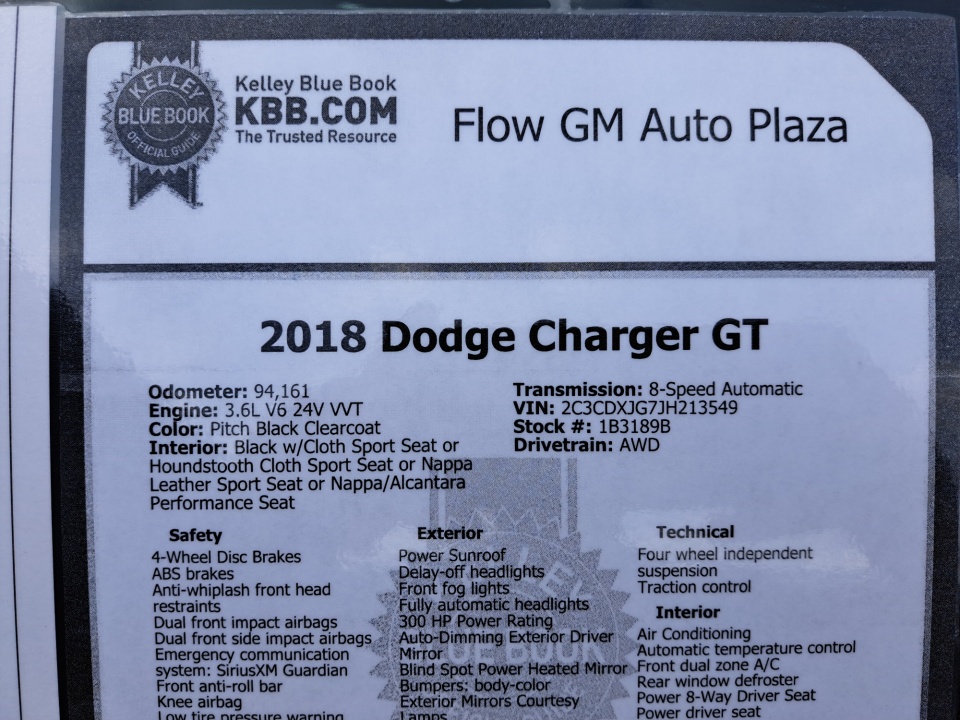 KELLEY
BLUE BOOK
OFFICIAL GUIDE
Kelley Blue Book
KBB.COM
The Trusted Resource
Flow GM Auto Plaza
2018 Dodge Charger GT
Odometer: 94,161
Engine: 3.6L V6 24V VVT
Color: Pitch Black Clearcoat
Interior: Black w/Cloth Sport Seat or
Houndstooth Cloth Sport Seat or Nappa
Leather Sport Seat or Nappa/Alcantara
Performance Seat
Transmission: 8-Speed Automatic
VIN: 2C3CDXJG7JH213549
Stock #: 1B3189B
Drivetrain: AWD
Safety
4-Wheel Disc Brakes
ABS brakes
Anti-whiplash front head
restraints
Dual front impact airbags
Dual front side impact airbags
Emergency communication
system: SiriusXM Guardian
Front anti-roll bar
Knee airbag
Low tire pressure warning
Exterior
Power Sunroof
Delay-off headlights
Front fog lights
Fully automatic headlights
300 HP Power Rating
Auto-Dimming Exterior Driver
Mirror
Blind Spot Power Heated Mirror
Bumpers: body-color
Exterior Mirrors Courtesy
Lamps
Technical
Four wheel independent
suspension
Traction control
Interior
Air Conditioning
Automatic temperature control
Front dual zone A/C
Rear window defroster
Power 8-Way Driver Seat
Power driver seat